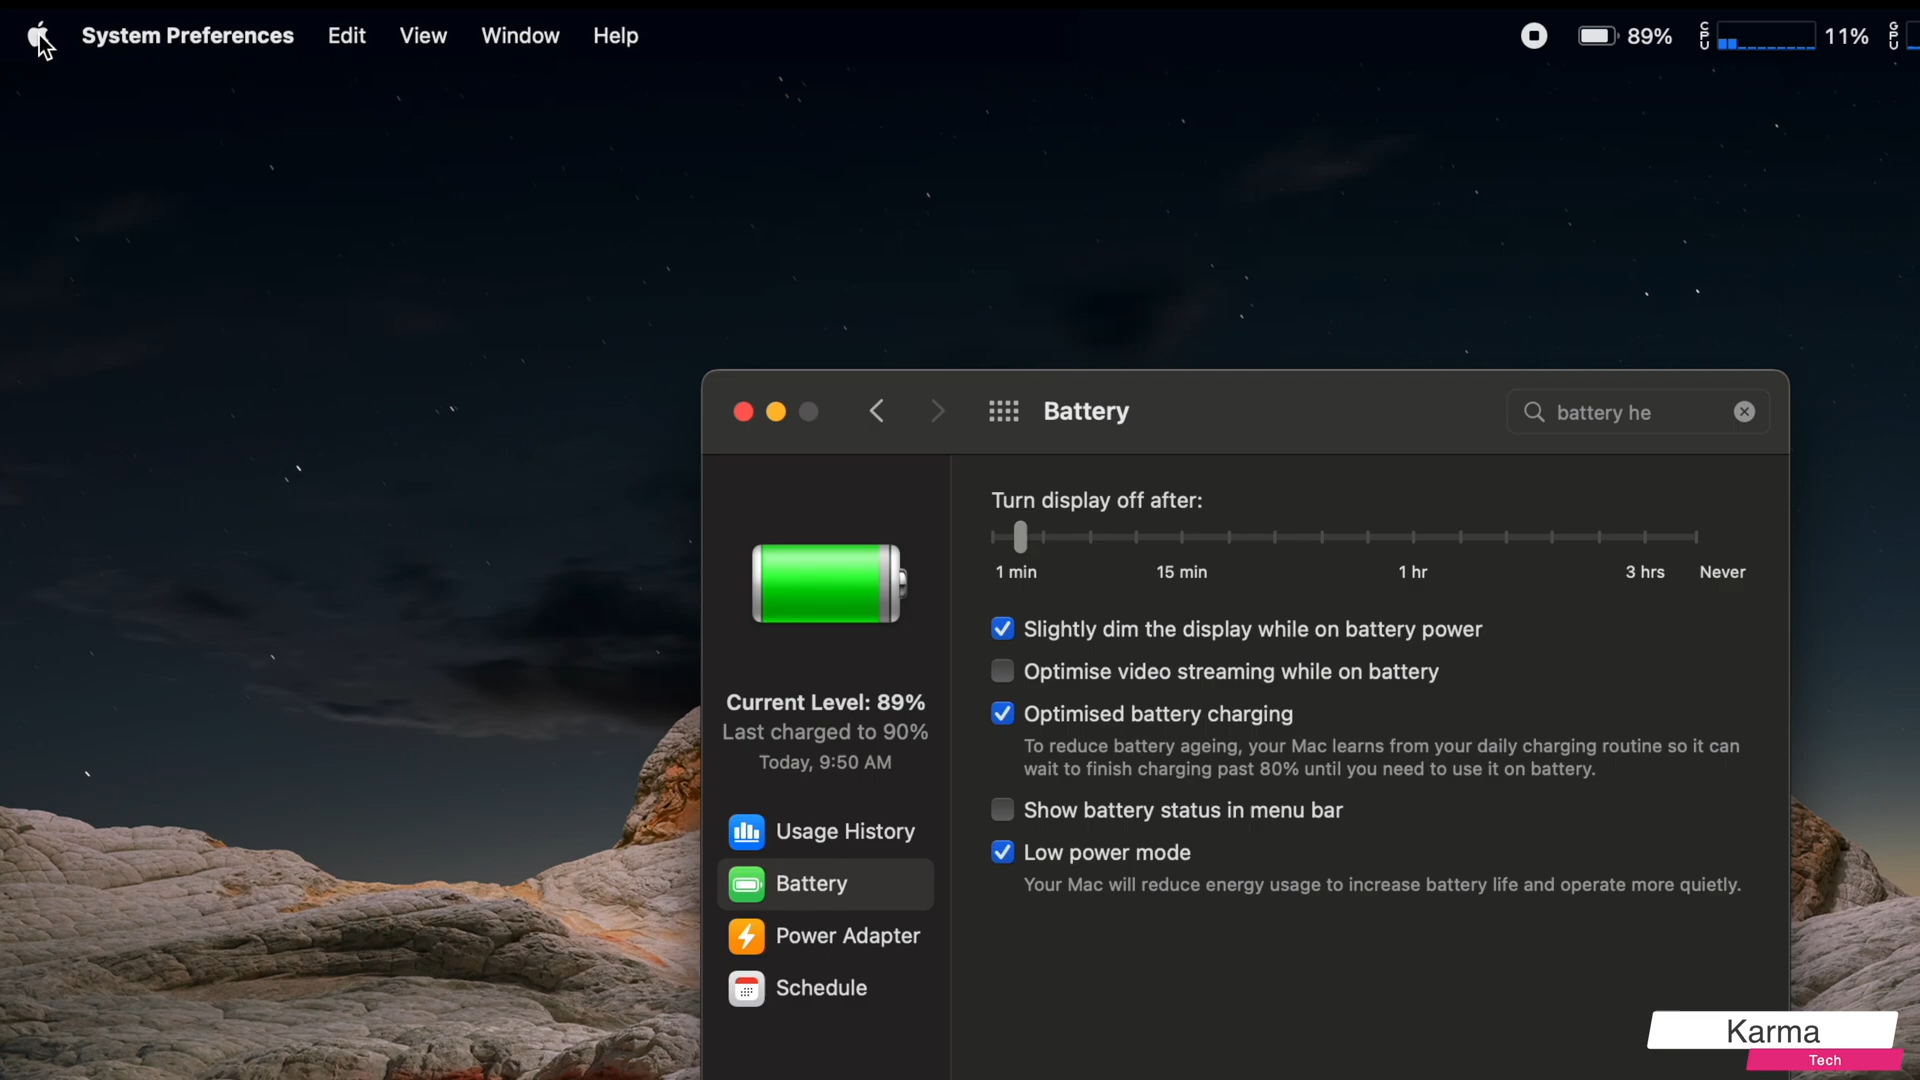 System Preferences Edit View Window Help 89% CPU 11% GPU
Battery battery he
Turn display off after:
1 min 15 min 1 hr 3 hrs Never
Slightly dim the display while on battery power
Optimise video streaming while on battery
Optimised battery charging
To reduce battery ageing, your Mac learns from your daily charging routine so it can
wait to finish charging past 80% until you need to use it on battery.
Show battery status in menu bar
Low power mode
Your Mac will reduce energy usage to increase battery life and operate more quietly.
Current Level: 89%
Last charged to 90%
Today, 9:50 AM
Usage History
Battery
Power Adapter
Schedule
Karma
Tech